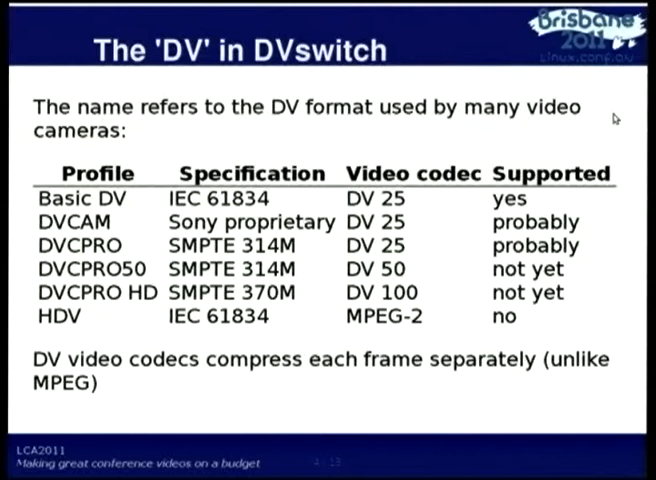 Brisbane
2011
linux.conf.au
The 'DV' in DVswitch
The name refers to the DV format used by many video
cameras:
Profile Specification Video codec Supported
Basic DV IEC 61834 DV 25 yes
DVCAM Sony proprietary DV 25 probably
DVCPRO SMPTE 314M DV 25 probably
DVCPRO50 SMPTE 314M DV 50 not yet
DVCPRO HD SMPTE 370M DV 100 not yet
HDV IEC 61834 MPEG-2 no
DV video codecs compress each frame separately (unlike
MPEG)
LCA2011
Making great conference videos on a budget